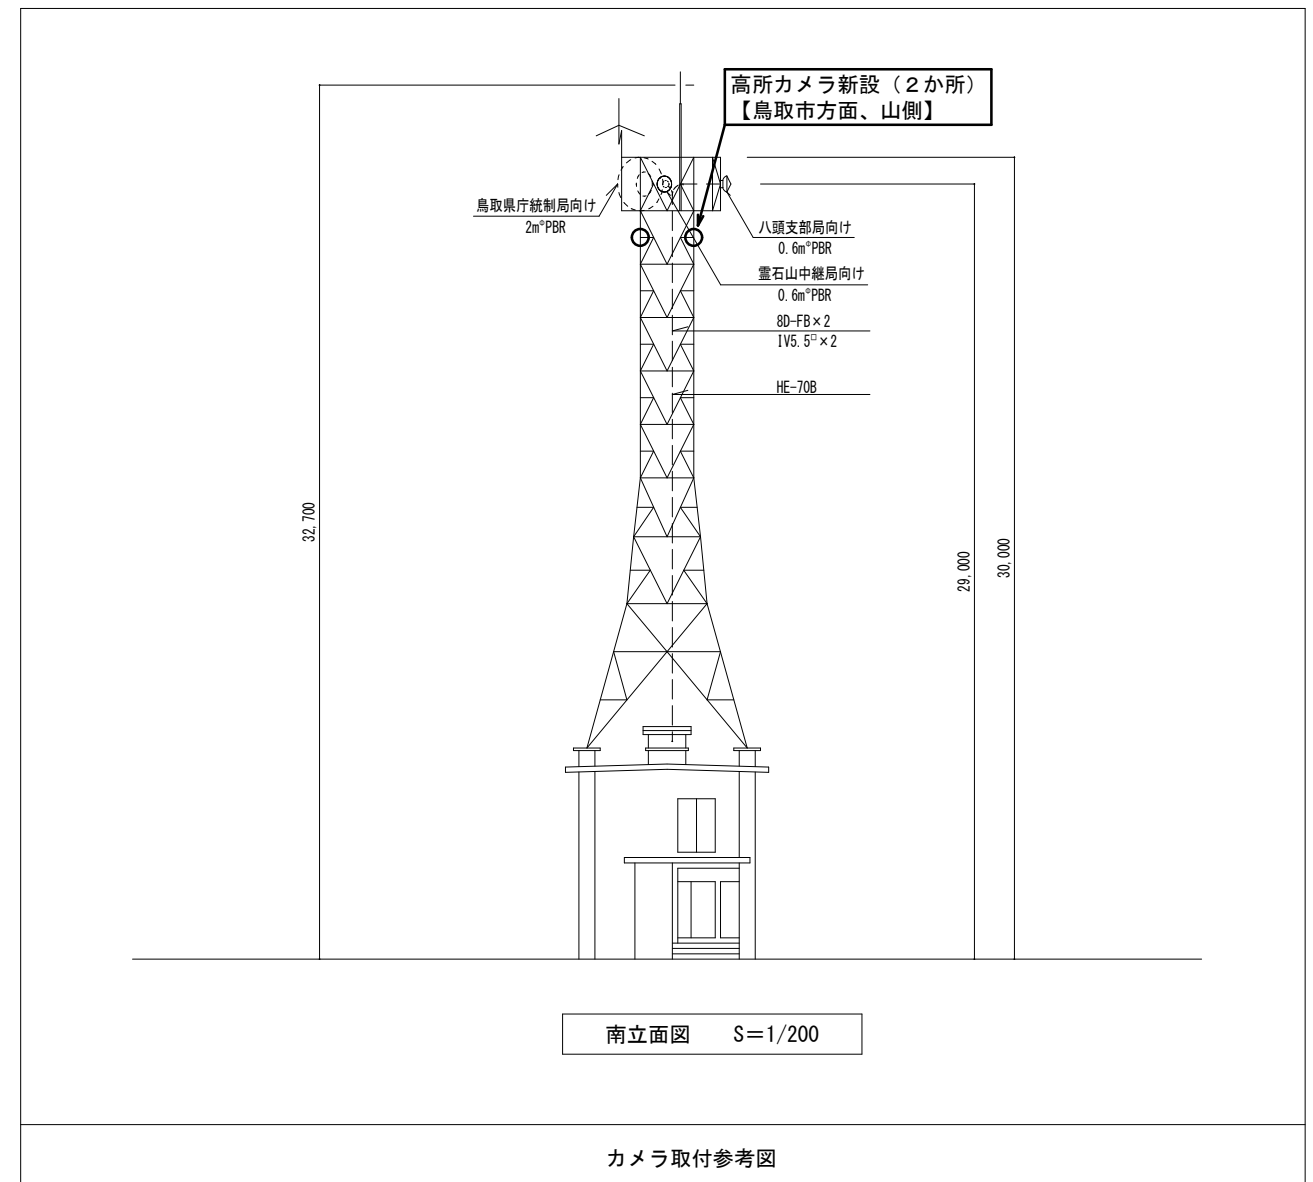 高所カメラ新設（２か所）
【鳥取市方面、山側】
鳥取県庁統制局向け
2mᵠPBR
八頭支部局向け
0.6mᵠPBR
霊石山中継局向け
0.6mᵠPBR
8D-FB×2
IV5.5□×2
HE-70B
32,700
29,000
30,000
南立面図 S＝1/200
カメラ取付参考図